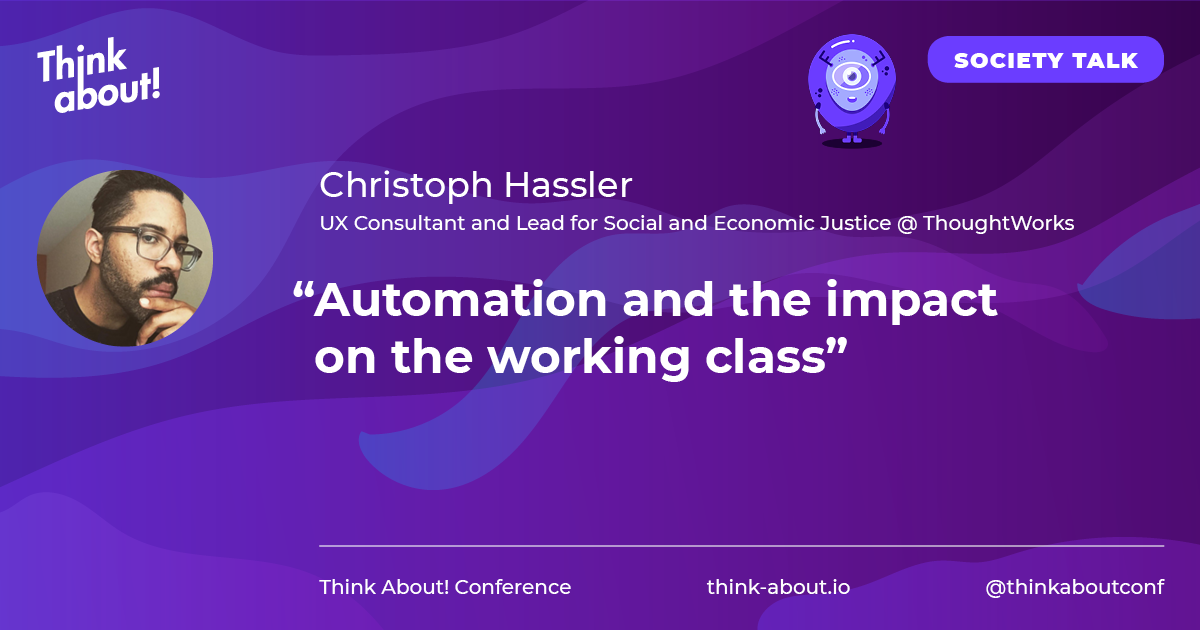 Think
about!
SOCIETY TALK
Christoph Hassler
UX Consultant and Lead for Social and Economic Justice @ ThoughtWorks
“Automation and the impact
on the working class”
Think About! Conference
think-about.io
@thinkaboutconf